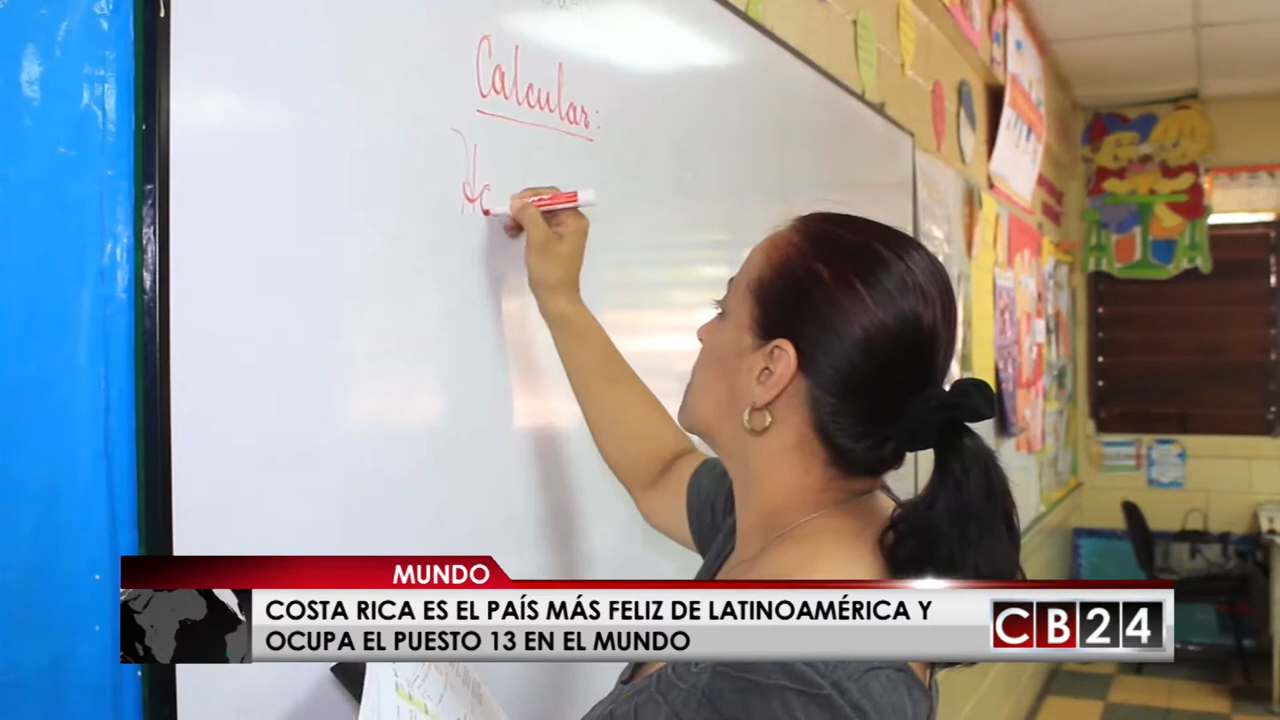 Calcular:
MUNDO
COSTA RICA ES EL PAÍS MÁS FELIZ DE LATINOAMÉRICA Y
OCUPA EL PUESTO 13 EN EL MUNDO
CB24